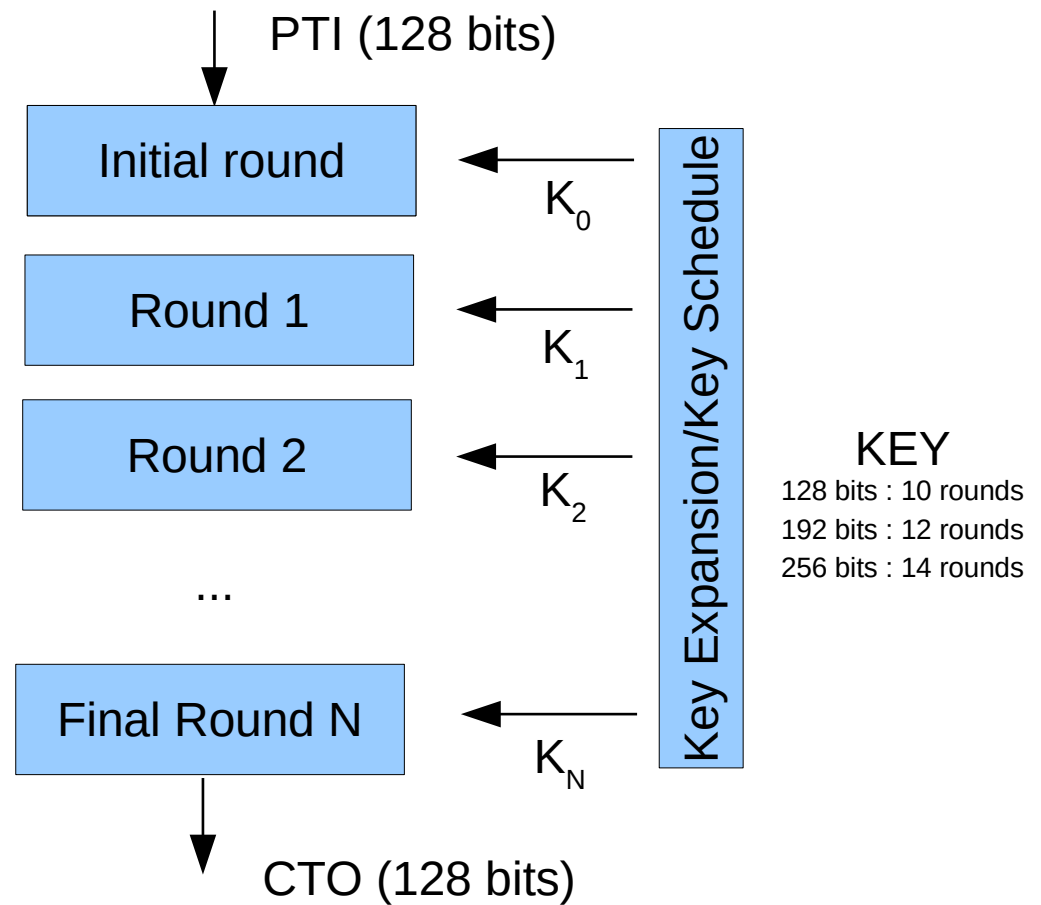 PTI (128 bits)
Initial round
K0
Round 1
K1
Round 2
K2
...
Final Round N
KN
CTO (128 bits)
Key Expansion/Key Schedule
KEY
128 bits : 10 rounds
192 bits : 12 rounds
256 bits : 14 rounds